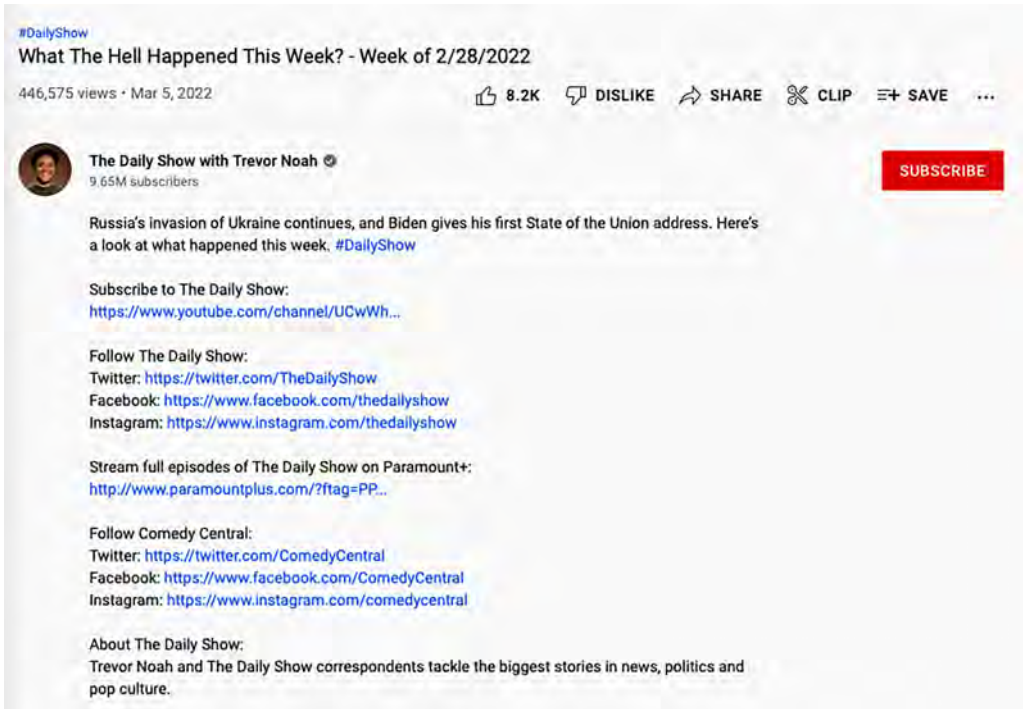 #DailyShow
What The Hell Happened This Week? - Week of 2/28/2022
446,575 views • Mar 5, 2022 8.2K DISLIKE SHARE CLIP SAVE ...
The Daily Show with Trevor Noah
9.65M subscribers
SUBSCRIBE
Russia's invasion of Ukraine continues, and Biden gives his first State of the Union address. Here's
a look at what happened this week. #DailyShow
Subscribe to The Daily Show:
https://www.youtube.com/channel/UCwWh...
Follow The Daily Show:
Twitter: https://twitter.com/TheDailyShow
Facebook: https://www.facebook.com/thedailyshow
Instagram: https://www.instagram.com/thedailyshow
Stream full episodes of The Daily Show on Paramount+:
http://www.paramountplus.com/?ftag=PP...
Follow Comedy Central:
Twitter: https://twitter.com/ComedyCentral
Facebook: https://www.facebook.com/ComedyCentral
Instagram: https://www.instagram.com/comedycentral
About The Daily Show:
Trevor Noah and The Daily Show correspondents tackle the biggest stories in news, politics and
pop culture.